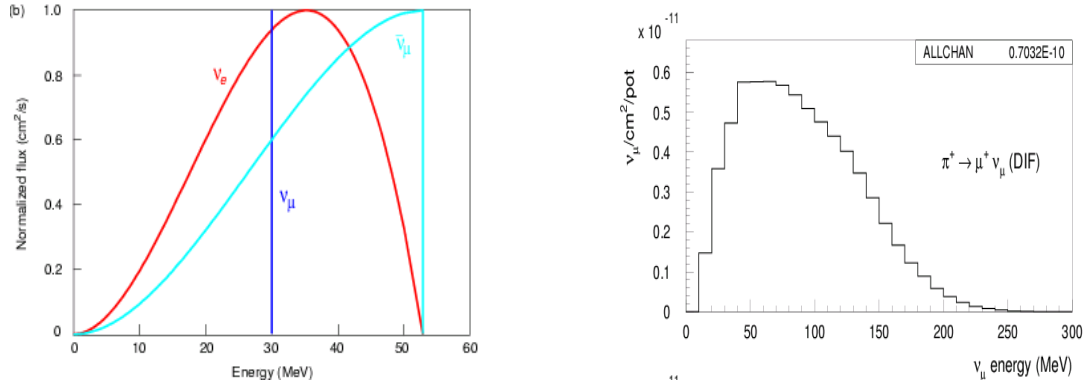 (b)
1.0
0.8
0.6
0.4
0.2
0
Normalized flux (cm²/s)
νₑ
ν̅_μ
ν_μ
0 10 20 30 40 50 60
Energy (MeV)
x 10 ⁻¹¹
ALLCHAN 0.7032E-10
0.6
0.5
0.4
0.3
0.2
0.1
0
ν_μ/cm²/pot
π⁺ → μ⁺ ν_μ (DIF)
0 50 100 150 200 250 300
ν_μ energy (MeV)
-11